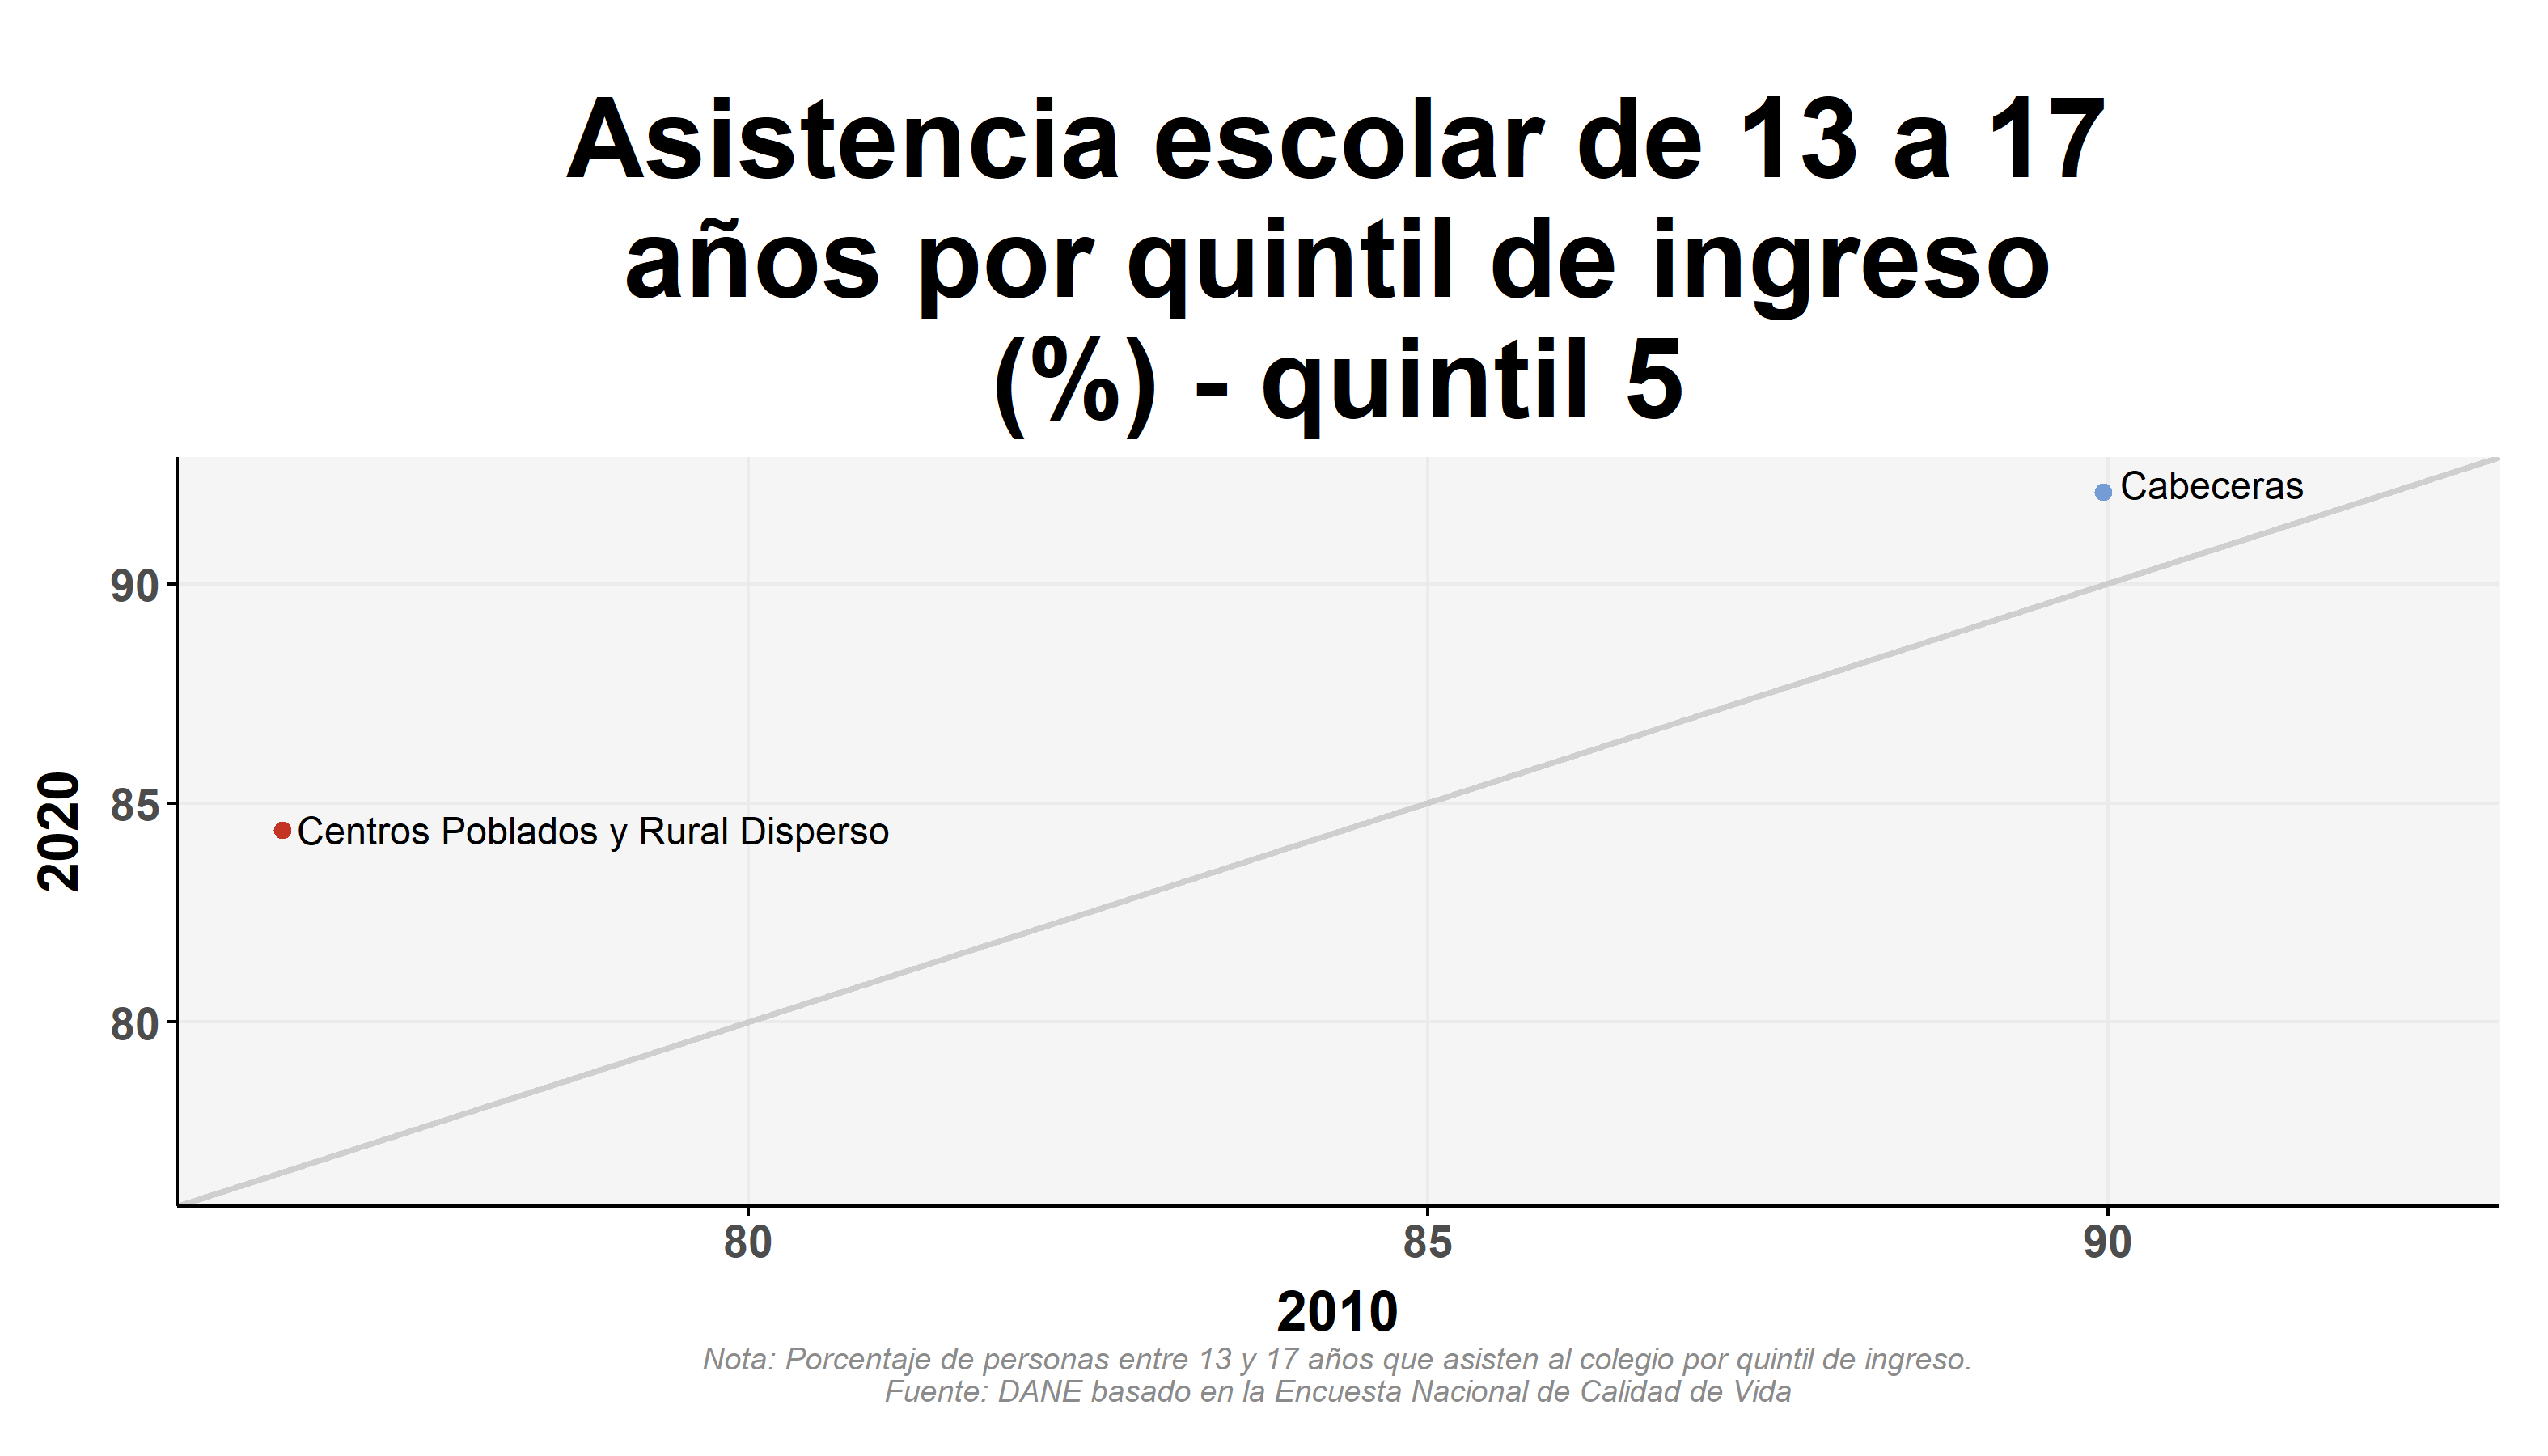 Asistencia escolar de 13 a 17
años por quintil de ingreso
(%) - quintil 5
Cabeceras
90
85
Centros Poblados y Rural Disperso
2020
80
80
85
90
2010
Nota: Porcentaje de personas entre 13 y 17 años que asisten al colegio por quintil de ingreso.
Fuente: DANE basado en la Encuesta Nacional de Calidad de Vida